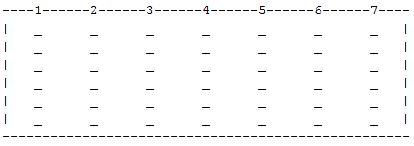 ----1------2------3------4------5------6------7----
|   _      _      _      _      _      _      _   |
|   _      _      _      _      _      _      _   |
|   _      _      _      _      _      _      _   |
|   _      _      _      _      _      _      _   |
|   _      _      _      _      _      _      _   |
|   _      _      _      _      _      _      _   |
---------------------------------------------------